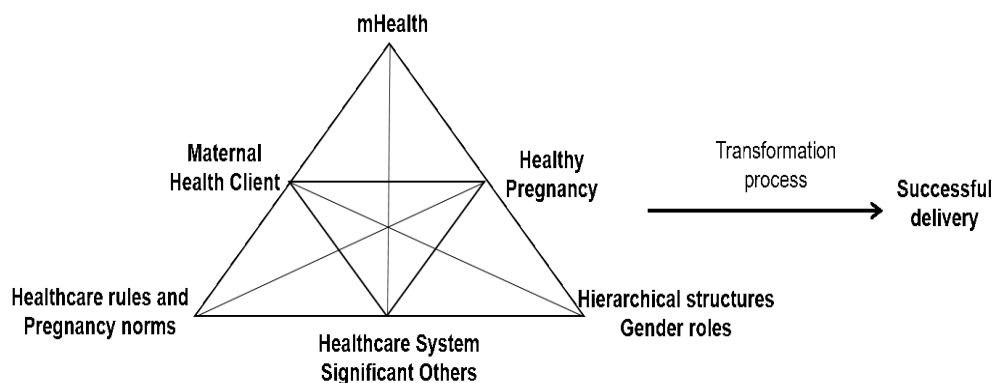 mHealth
Maternal
Health Client
Healthy
Pregnancy
Transformation
process
Successful
delivery
Healthcare rules and
Pregnancy norms
Hierarchical structures
Gender roles
Healthcare System
Significant Others